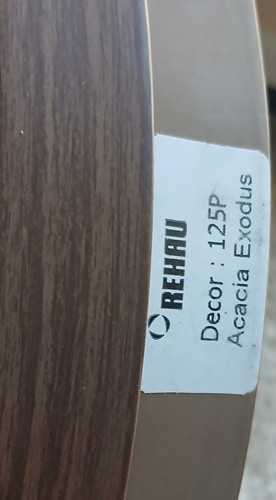 REHAU
Decor : 125P
Acacia Exodus